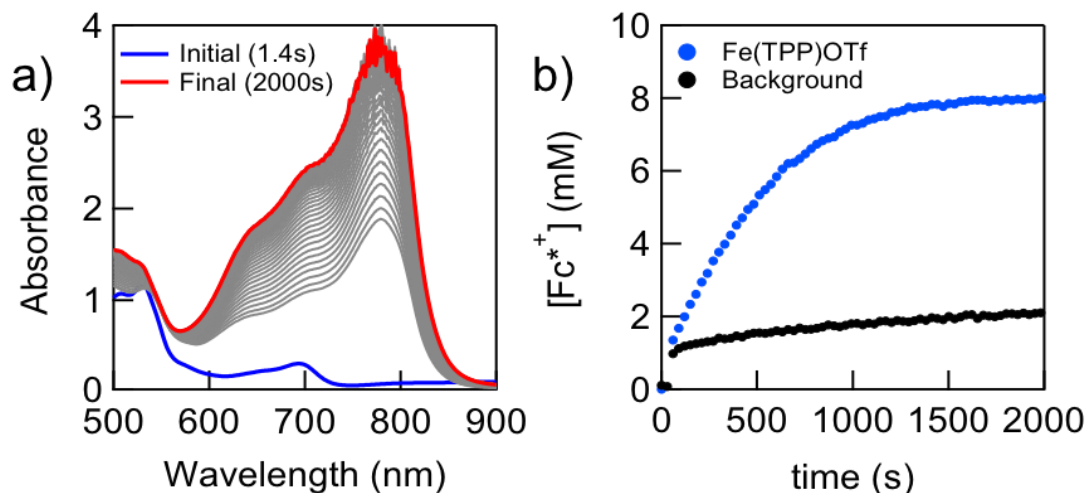 a)
Initial (1.4s)
Final (2000s)
Absorbance
4
3
2
1
0
500 600 700 800 900
Wavelength (nm)
b)
Fe(TPP)OTf
Background
[Fc*⁺] (mM)
10
8
6
4
2
0
0 500 1000 1500 2000
time (s)